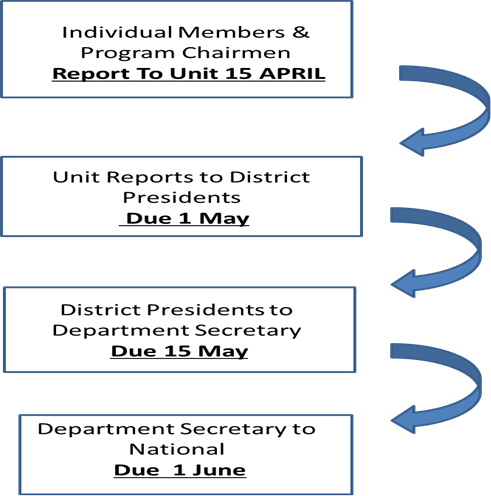 Individual Members &
Program Chairmen
Report To Unit 15 APRIL
Unit Reports to District
Presidents
Due 1 May
District Presidents to
Department Secretary
Due 15 May
Department Secretary to
National
Due 1 June